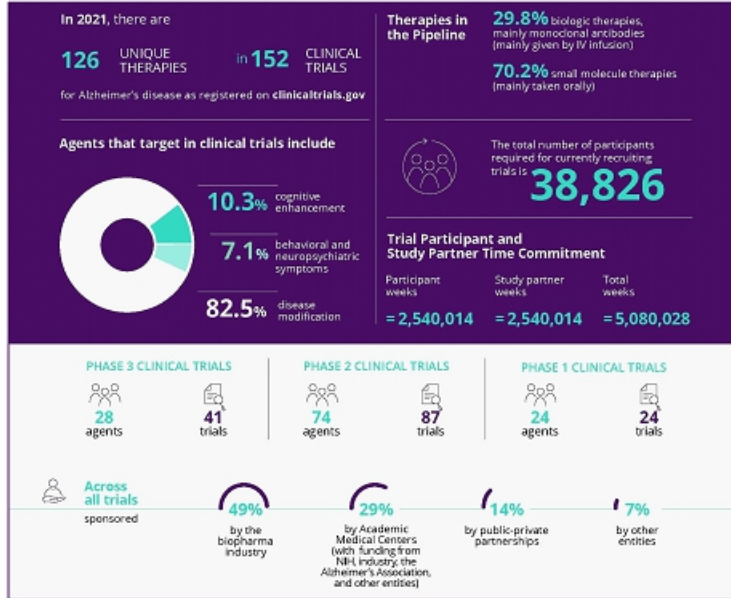 In 2021, there are
126 UNIQUE THERAPIES in 152 CLINICAL TRIALS
for Alzheimer's disease as registered on clinicaltrials.gov
Therapies in
the Pipeline
29.8% biologic therapies,
mainly monoclonal antibodies
(mainly given by IV infusion)
70.2% small molecule therapies
(mainly taken orally)
Agents that target in clinical trials include
10.3% cognitive
enhancement
7.1% behavioral and
neuropsychiatric
symptoms
82.5% disease
modification
The total number of participants
required for currently recruiting
trials is 38,826
Trial Participant and
Study Partner Time Commitment
Participant
weeks
= 2,540,014
Study partner
weeks
= 2,540,014
Total
weeks
= 5,080,028
PHASE 3 CLINICAL TRIALS
28
agents
41
trials
PHASE 2 CLINICAL TRIALS
74
agents
87
trials
PHASE 1 CLINICAL TRIALS
24
agents
24
trials
Across
all trials
sponsored
49%
by the
biopharma
industry
29%
by Academic
Medical Centers
(with funding from
NIH, industry, the
Alzheimer's Association,
and other entities)
14%
by public-private
partnerships
7%
by other
entities